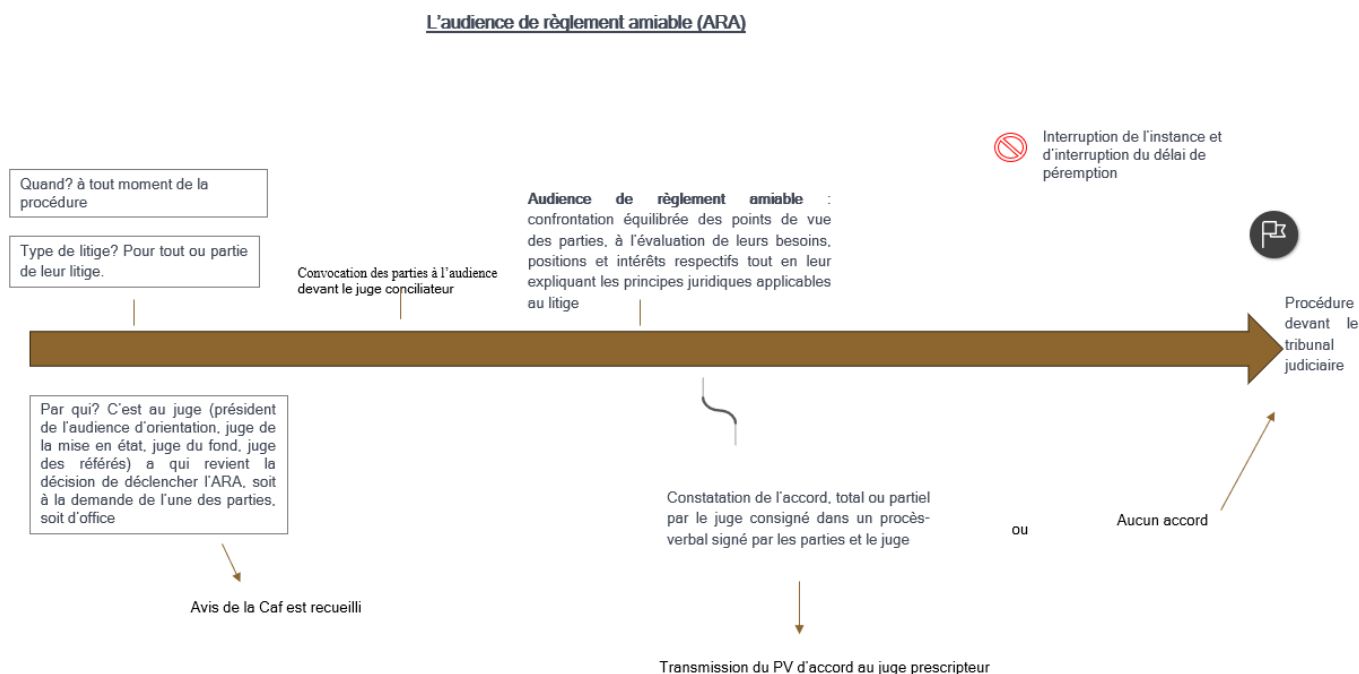 L'audience de règlement amiable (ARA)
Interruption de l'instance et
d'interruption du délai de
péremption
Quand? à tout moment de la
procédure
Type de litige? Pour tout ou partie
de leur litige.
Convocation des parties à l'audience
devant le juge conciliateur
Audience de règlement amiable :
confrontation équilibrée des points de vue
des parties, à l'évaluation de leurs besoins,
positions et intérêts respectifs tout en leur
expliquant les principes juridiques applicables
au litige
Procédure
devant le
tribunal
judiciaire
Par qui? C'est au juge (président
de l'audience d'orientation, juge de
la mise en état, juge du fond, juge
des référés) a qui revient la
décision de déclencher l'ARA, soit
à la demande de l'une des parties,
soit d'office
Avis de la Caf est recueilli
Constatation de l'accord, total ou partiel
par le juge consigné dans un procès-
verbal signé par les parties et le juge
ou
Aucun accord
Transmission du PV d'accord au juge prescripteur